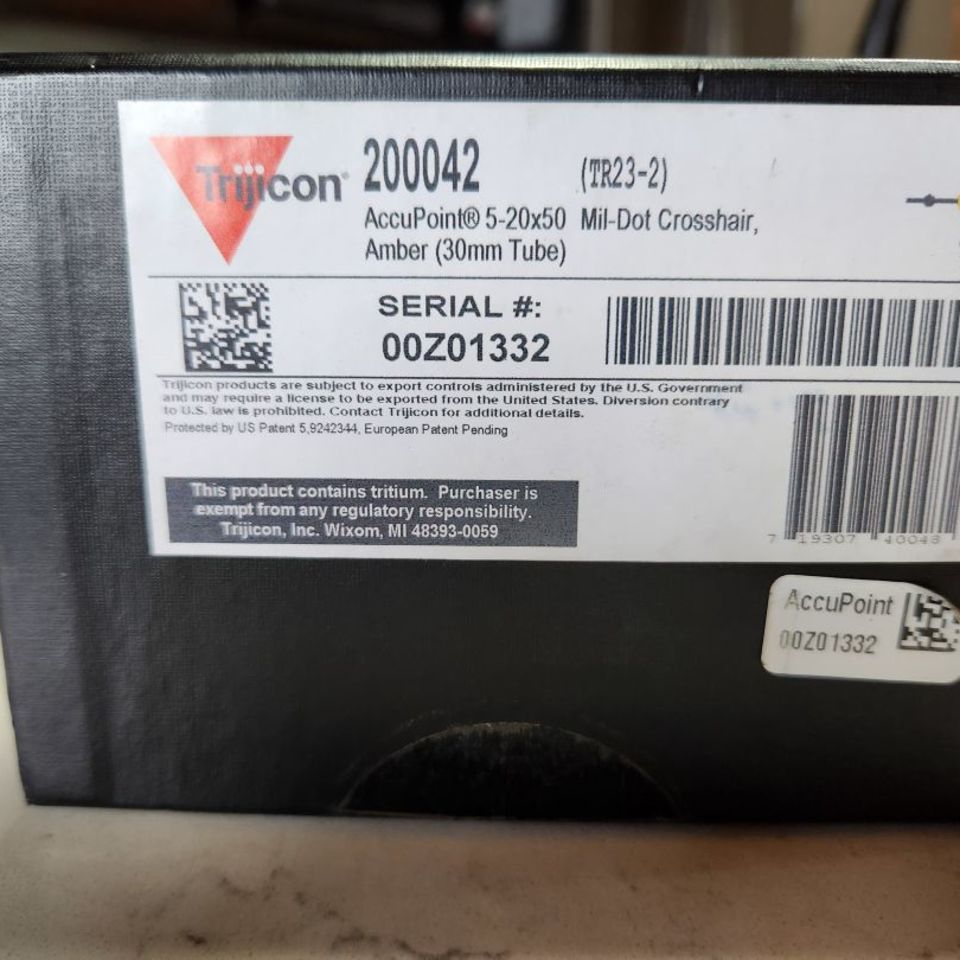 Trijicon®
200042 (TR23-2)
AccuPoint® 5-20x50 Mil-Dot Crosshair,
Amber (30mm Tube)
SERIAL #:
00Z01332
Trijicon products are subject to export controls administered by the U.S. Government
and may require a license to be exported from the United States. Diversion contrary
to U.S. law is prohibited. Contact Trijicon for additional details.
Protected by US Patent 5,9242344, European Patent Pending
This product contains tritium. Purchaser is
exempt from any regulatory responsibility.
Trijicon, Inc. Wixom, MI 48393-0059
7 19307 40048
AccuPoint
00Z01332